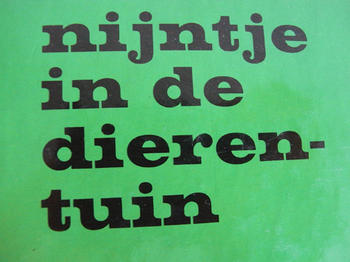 nijntje
in de
dieren-
tuin